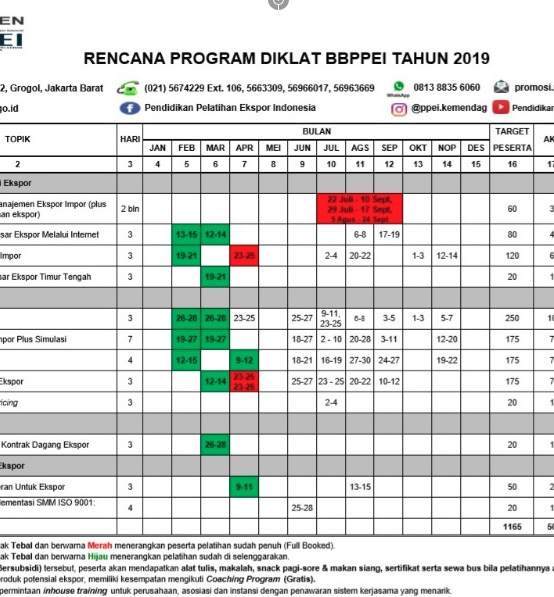 EN
EI
RENCANA PROGRAM DIKLAT BBPPEI TAHUN 2019
2, Grogol, Jakarta Barat (021) 5674229 Ext. 106, 5663309, 56966017, 56963669 WhatsApp 0813 8835 6060 promosi.
go.id Pendidikan Pelatihan Ekspor Indonesia @ppei.kemendag Pendidikan
TOPIK HARI BULAN TARGET PESERTA AK
JAN FEB MAR APR MEI JUN JUL AGS SEP OKT NOP DES
2 3 4 5 6 7 8 9 10 11 12 13 14 15 16 17
i Ekspor
anajemen Ekspor Impor (plus
an ekspor) 2 bln 22 Juli - 10 Sept, 29 Juli - 17 Sept, 5 Agus - 24 Sept 60 3
sar Ekspor Melalui Internet 3 13-15 12-14 6-8 17-19 80 4
Impor 3 19-21 23-25 2-4 20-22 1-3 12-14 120 6
sar Ekspor Timur Tengah 3 19-21 20 1
3 26-28 26-28 23-25 25-27 9-11, 23-25 6-8 3-5 1-3 5-7 250 10
mpor Plus Simulasi 7 19-27 19-27 18-27 2 - 10 20-28 3-11 12-20 175 7
4 12-15 9-12 18-21 16-19 27-30 24-27 19-22 175 7
Ekspor 3 12-14 23-25 23-25 25-27 23 - 25 20-22 10-12 175 7
ricing 3 2-4 20 1
Kontrak Dagang Ekspor 3 26-28 20 1
Ekspor
ran Untuk Ekspor 3 9-11 13-15 50 2
lementasi SMM ISO 9001: 4 25-28 20 1
1165 50
ak Tebal dan berwarna Merah menerangkan peserta pelatihan sudah penuh (Full Booked).
ak Tebal dan berwarna Hijau menerangkan pelatihan sudah di selenggarakan.
Bersubsidi) tersebut, peserta akan mendapatkan alat tulis, makalah, snack pagi-sore & makan siang, sertifikat serta sewa bus bila pelatihannya a
produk potensial ekspor, memiliki kesempatan mengikuti Coaching Program (Gratis).
permintaan inhouse training untuk perusahaan, asosiasi dan instansi dengan penawaran sistem kerjasama yang menarik.